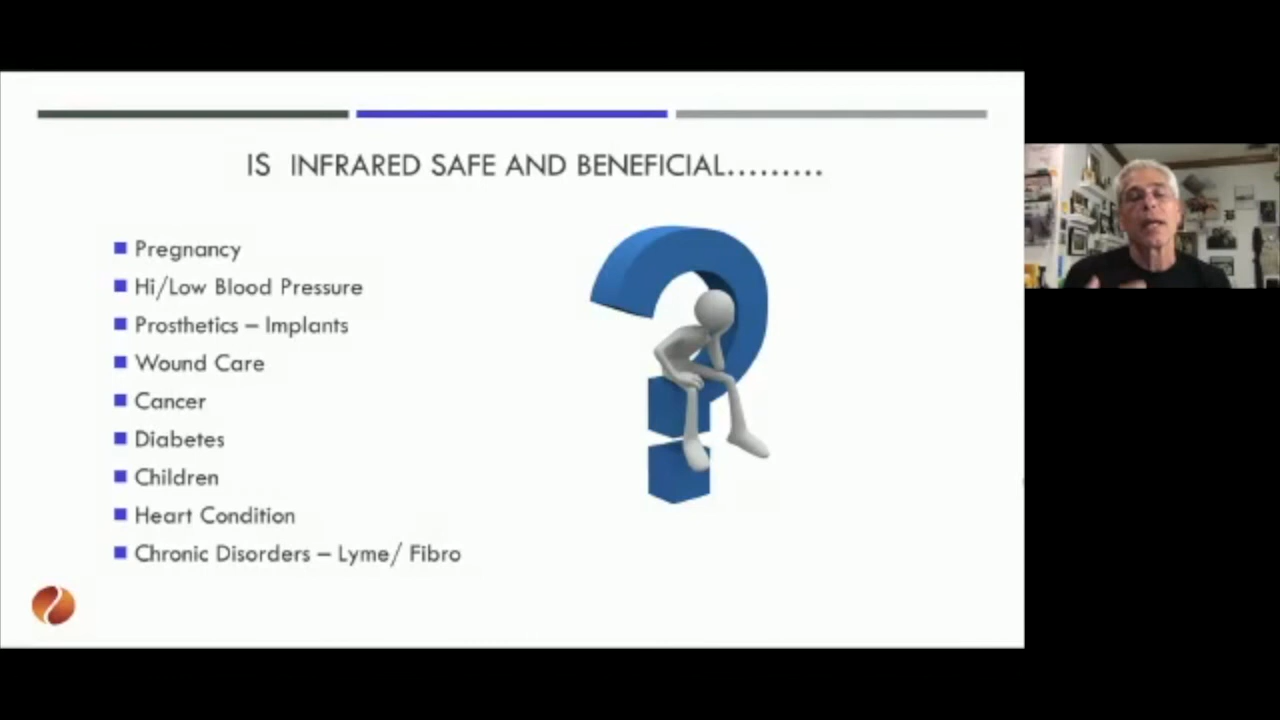 IS INFRARED SAFE AND BENEFICIAL.........
Pregnancy
Hi/Low Blood Pressure
Prosthetics – Implants
Wound Care
Cancer
Diabetes
Children
Heart Condition
Chronic Disorders – Lyme/ Fibro